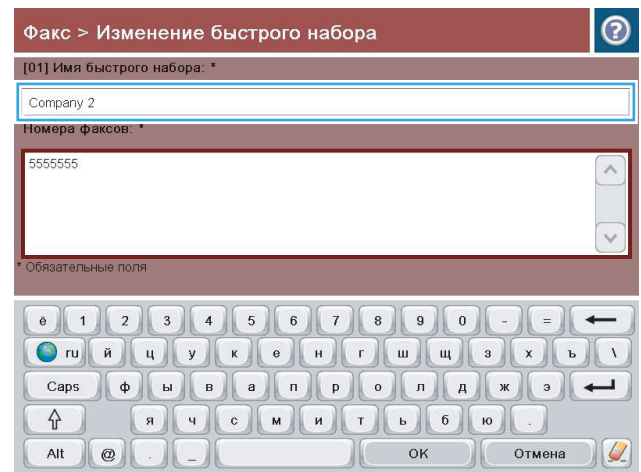 Факс > Изменение быстрого набора
?
[01] Имя быстрого набора: *
Company 2
Номера факсов: *
5555555
* Обязательные поля
ё 1 2 3 4 5 6 7 8 9 0 - =
ru й ц у к е н г ш щ з х ъ \
Caps ф ы в а п р о л д ж э
я ч с м и т ь б ю .
Alt @ . _ OK Отмена